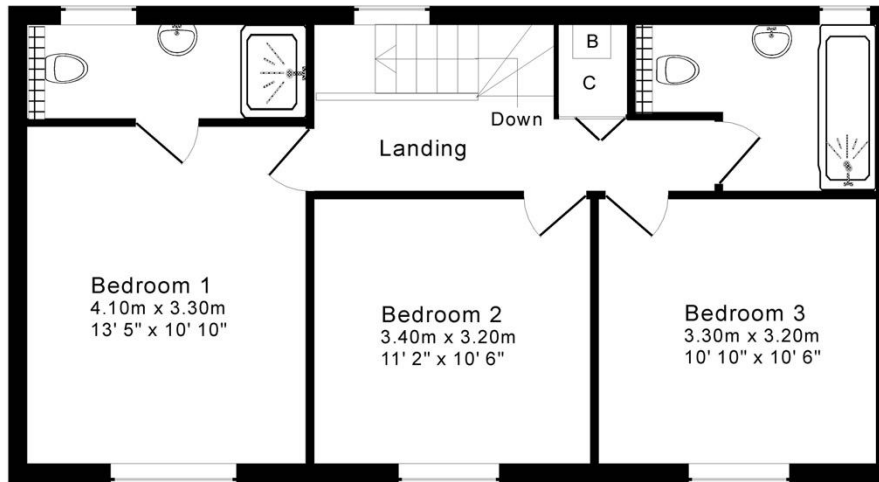 B
C
Down
Landing
Bedroom 1
4.10m x 3.30m
13' 5" x 10' 10"
Bedroom 2
3.40m x 3.20m
11' 2" x 10' 6"
Bedroom 3
3.30m x 3.20m
10' 10" x 10' 6"